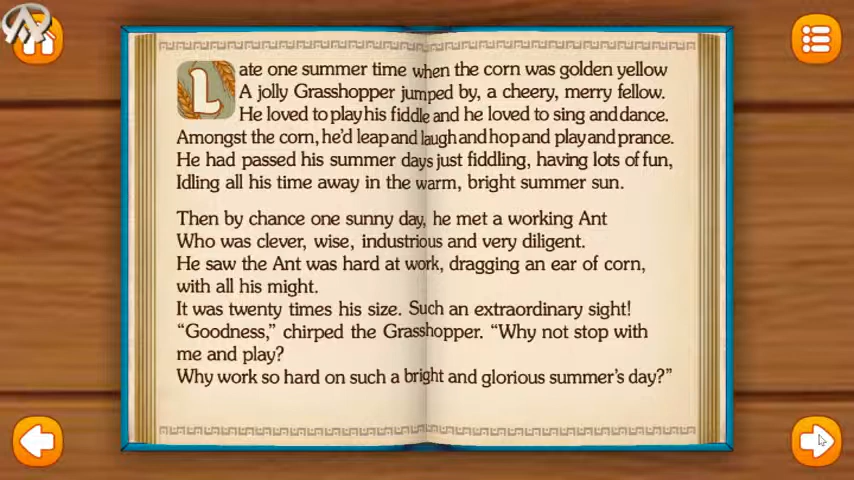 Late one summer time when the corn was golden yellow
A jolly Grasshopper jumped by, a cheery, merry fellow.
He loved to play his fiddle and he loved to sing and dance.
Amongst the corn, he'd leap and laugh and hop and play and prance.
He had passed his summer days just fiddling, having lots of fun,
Idling all his time away in the warm, bright summer sun.
Then by chance one sunny day, he met a working Ant
Who was clever, wise, industrious and very diligent.
He saw the Ant was hard at work, dragging an ear of corn,
with all his might.
It was twenty times his size. Such an extraordinary sight!
“Goodness,” chirped the Grasshopper. “Why not stop with
me and play?
Why work so hard on such a bright and glorious summer's day?”